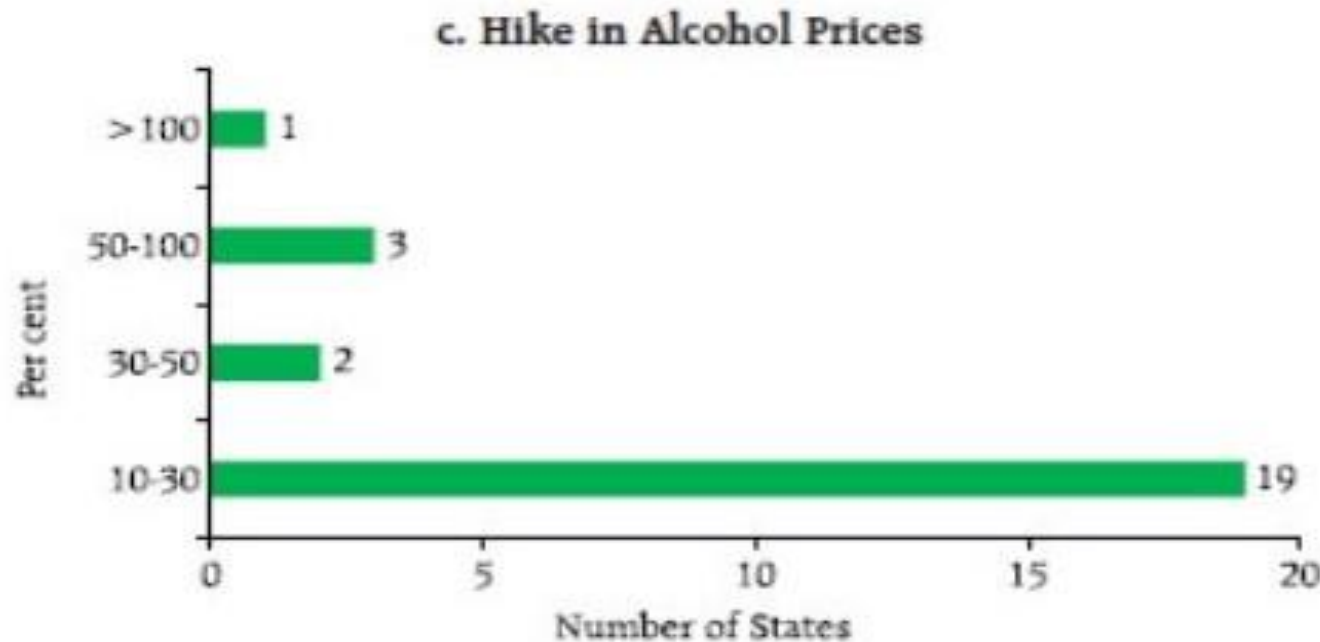 c. Hike in Alcohol Prices
>100 1
50-100 3
30-50 2
10-30 19
Per cent
0 5 10 15 20
Number of States